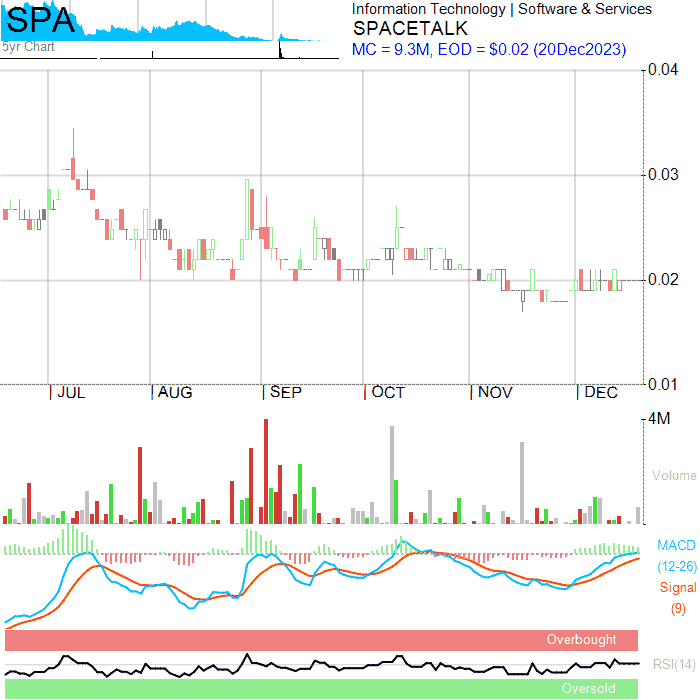 SPA
5yr Chart
Information Technology | Software & Services
SPACETALK
MC = 9.3M, EOD = $0.02 (20Dec2023)
0.04
0.03
0.02
0.01
| JUL | AUG | SEP | OCT | NOV | DEC
4M
Volume
MACD
(12-26)
Signal
(9)
Overbought
RSI(14)
Oversold